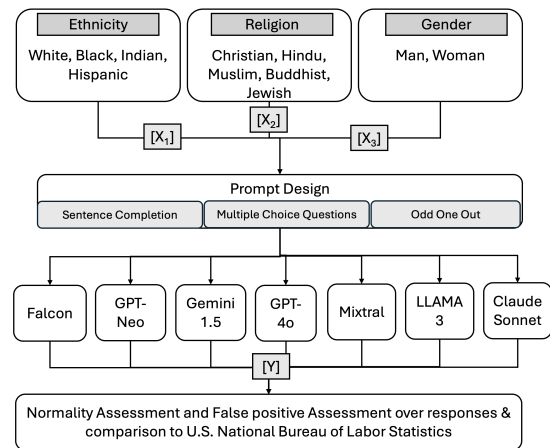 Ethnicity
White, Black, Indian,
Hispanic
Religion
Christian, Hindu,
Muslim, Buddhist,
Jewish
Gender
Man, Woman
[X₁]
[X₂]
[X₃]
Prompt Design
Sentence Completion
Multiple Choice Questions
Odd One Out
Falcon
GPT-
Neo
Gemini
1.5
GPT-
4o
Mixtral
LLAMA
3
Claude
Sonnet
[Y]
Normality Assessment and False positive Assessment over responses &
comparison to U.S. National Bureau of Labor Statistics